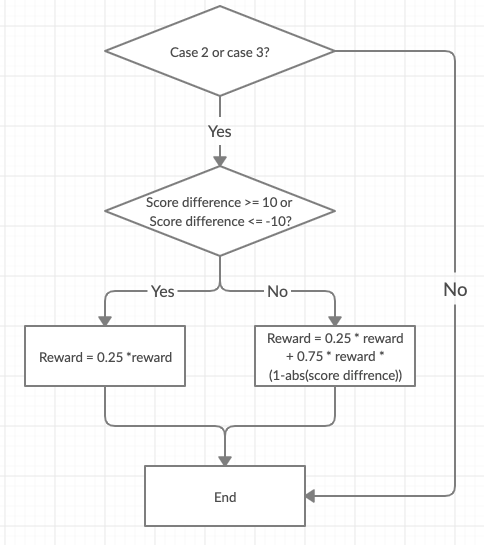 Case 2 or case 3?
Yes
Score difference >= 10 or
Score difference <= -10?
Yes
No
No
Reward = 0.25 *reward
Reward = 0.25 * reward
+ 0.75 * reward *
(1-abs(score diffrence))
End